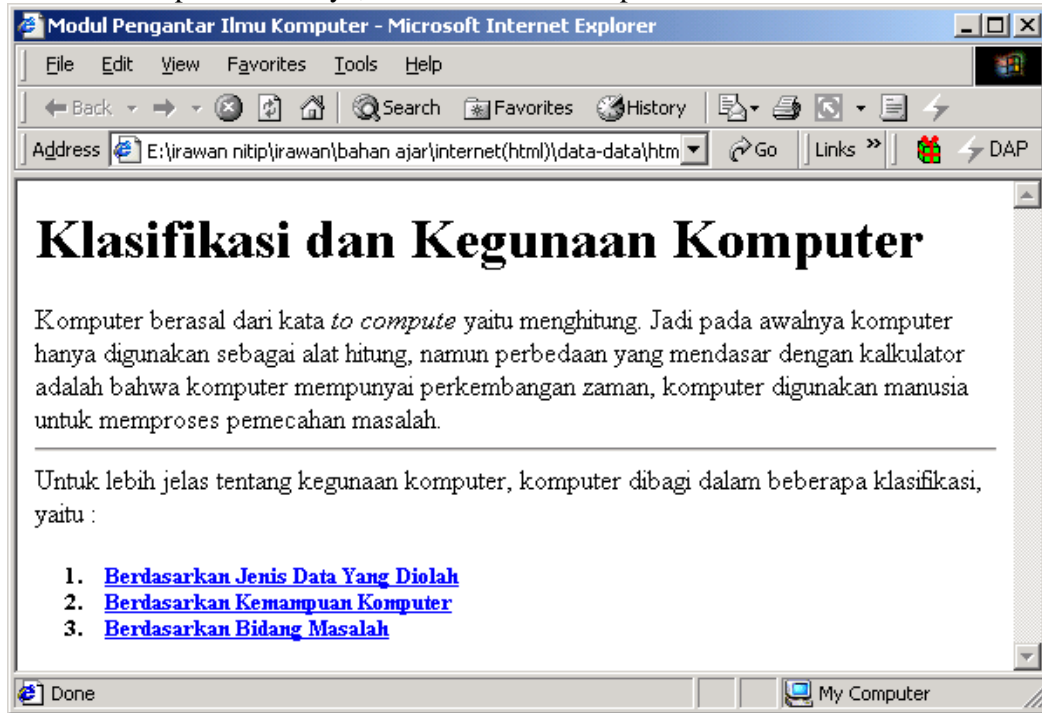 Modul Pengantar Ilmu Komputer - Microsoft Internet Explorer
File Edit View Favorites Tools Help
Back Search Favorites History
Address E:\irawan nitip\irawan\bahan ajar\internet(html)\data-data\htm Go Links » DAP
Klasifikasi dan Kegunaan Komputer
Komputer berasal dari kata to compute yaitu menghitung. Jadi pada awalnya komputer
hanya digunakan sebagai alat hitung, namun perbedaan yang mendasar dengan kalkulator
adalah bahwa komputer mempunyai perkembangan zaman, komputer digunakan manusia
untuk memproses pemecahan masalah.
Untuk lebih jelas tentang kegunaan komputer, komputer dibagi dalam beberapa klasifikasi,
yaitu :
1. Berdasarkan Jenis Data Yang Diolah
2. Berdasarkan Kemampuan Komputer
3. Berdasarkan Bidang Masalah
Done My Computer